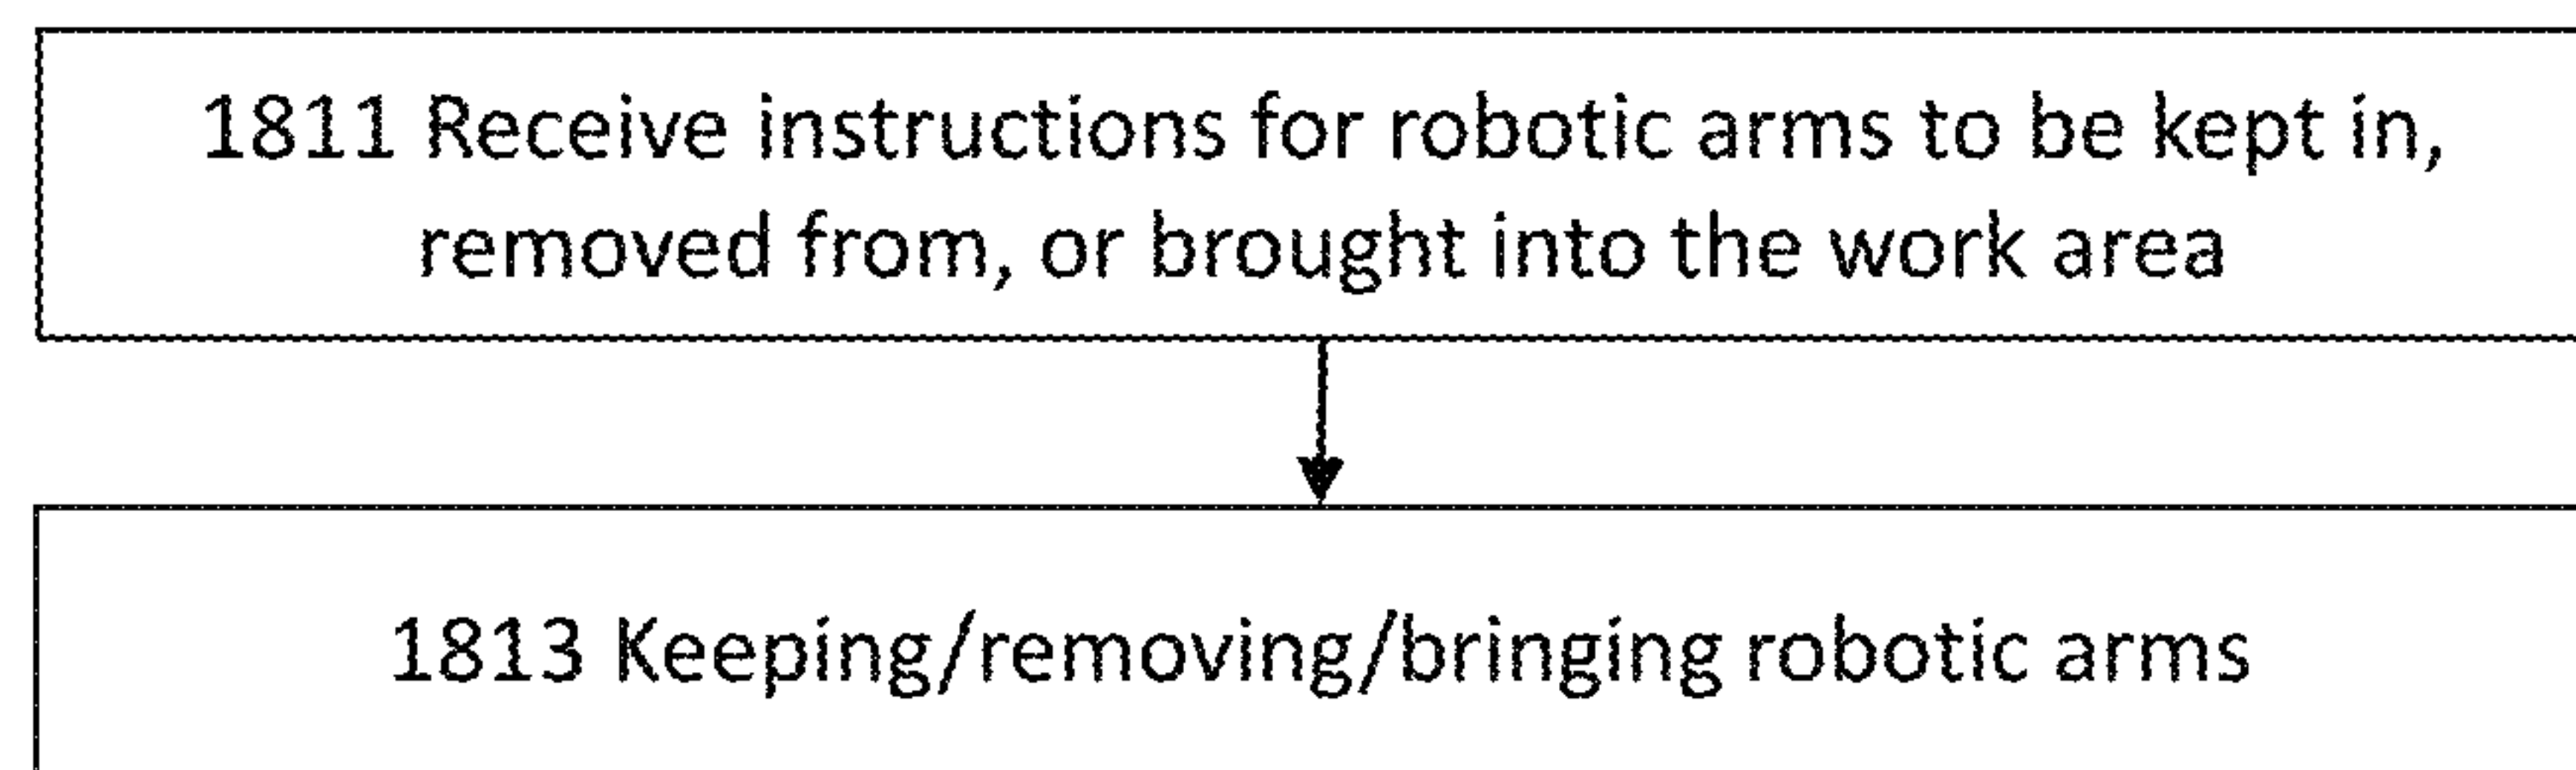 1811 Receive instructions for robotic arms to be kept in,
removed from, or brought into the work area
1813 Keeping/removing/bringing robotic arms